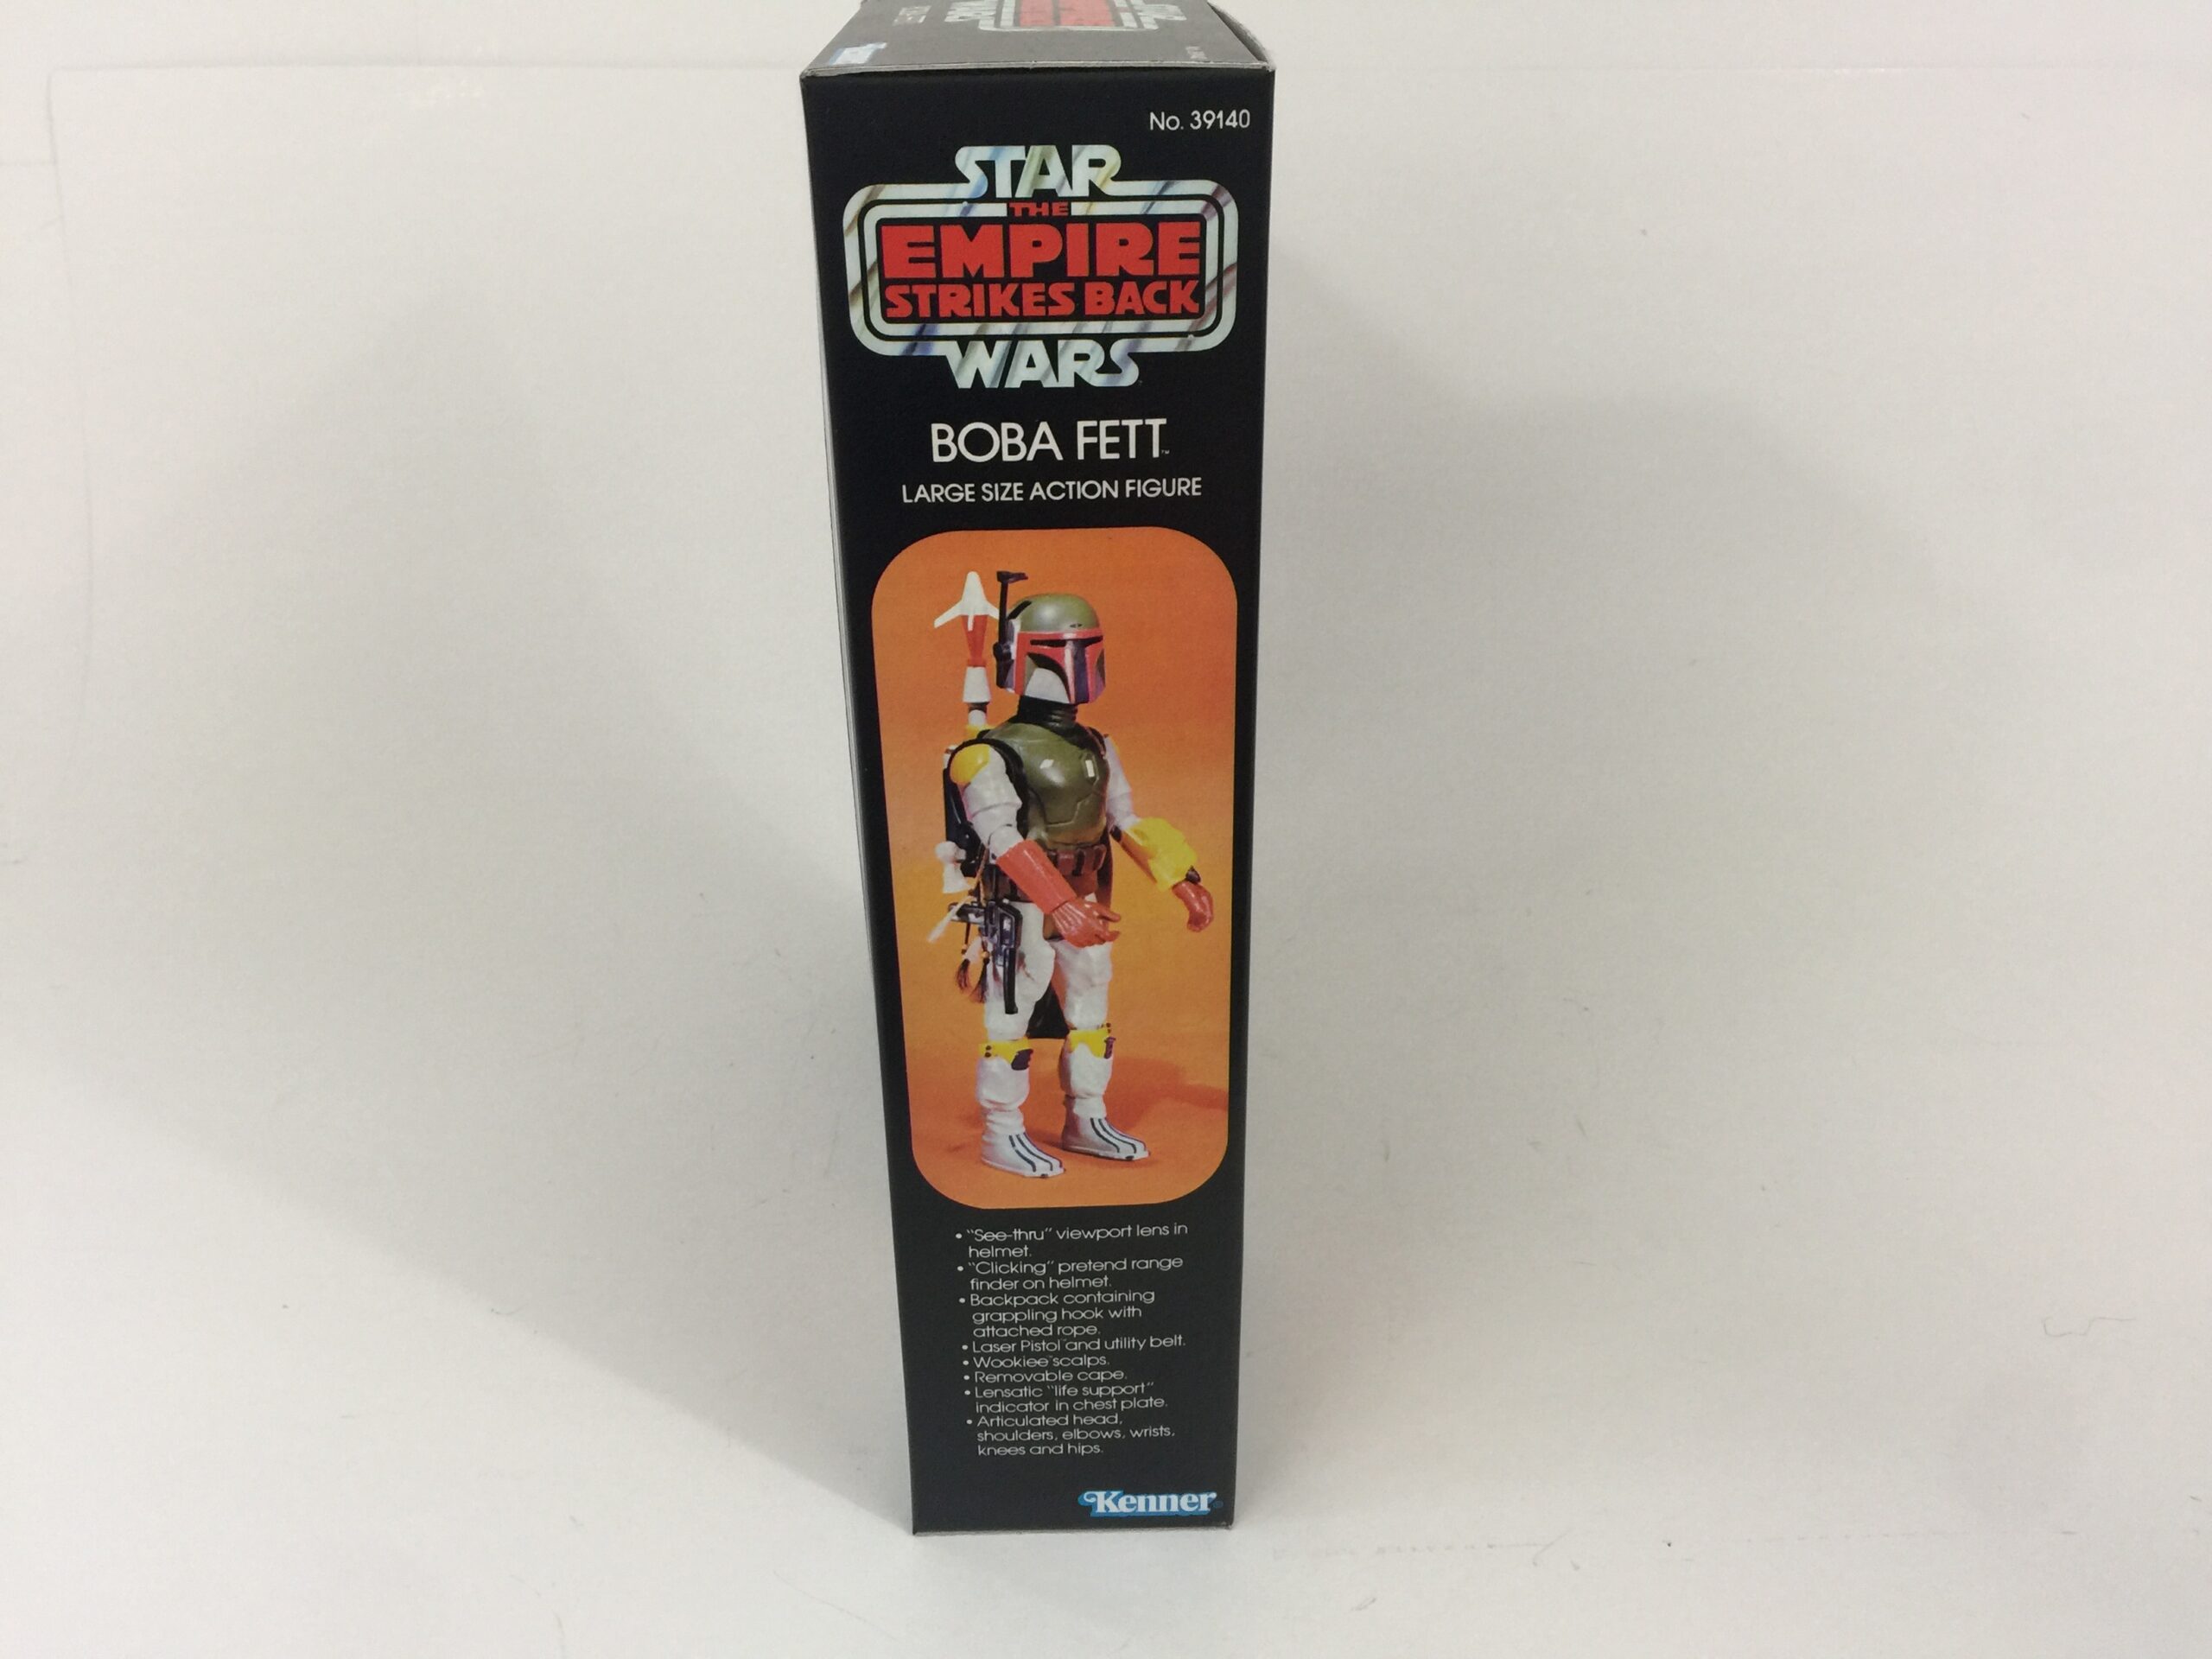 No. 39140
STAR
THE
EMPIRE
STRIKES BACK
WARS
BOBA FETT™
LARGE SIZE ACTION FIGURE
• "See-thru" viewport lens in
helmet.
• "Clicking" pretend range
finder on helmet.
• Backpack containing
grappling hook with
attached rope.
• Laser Pistol and utility belt.
• Wookiee scalps.
• Removable cape.
• Lensatic "life support"
indicator in chest plate.
• Articulated head,
shoulders, elbows, wrists,
knees and hips.
Kenner®